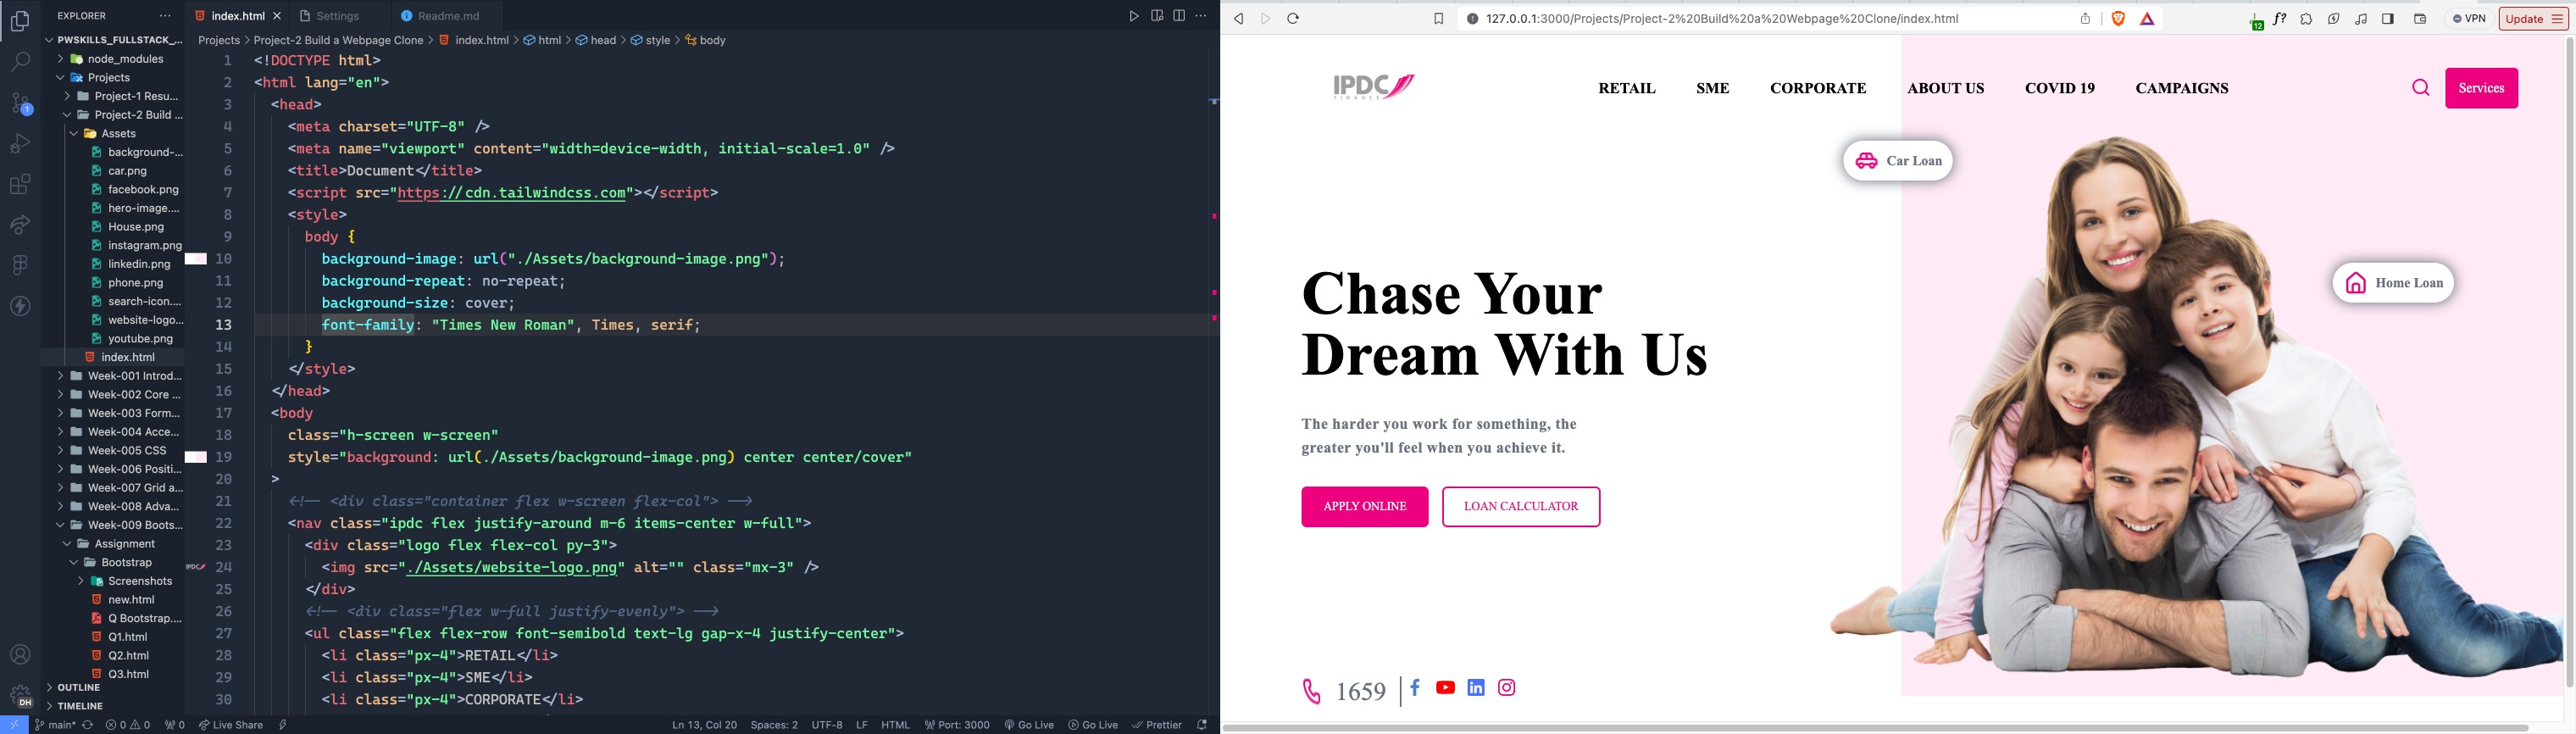 EXPLORER
PWSKILLS_FULLSTACK_...
node_modules
Projects
Project-1 Resu...
Project-2 Build ...
Assets
background-...
car.png
facebook.png
hero-image....
House.png
instagram.png
linkedin.png
phone.png
search-icon....
website-logo...
youtube.png
index.html
Week-001 Introd...
Week-002 Core ...
Week-003 Form...
Week-004 Acce...
Week-005 CSS
Week-006 Positi...
Week-007 Grid a...
Week-008 Adva...
Week-009 Boots...
Assignment
Bootstrap
Screenshots
new.html
Q Bootstrap....
Q1.html
Q2.html
Q3.html
OUTLINE
TIMELINE
1
DH
index.html Settings Readme.md
Projects > Project-2 Build a Webpage Clone > index.html > html > head > style > body
1 <!DOCTYPE html>
2 <html lang="en">
3 <head>
4 <meta charset="UTF-8" />
5 <meta name="viewport" content="width=device-width, initial-scale=1.0" />
6 <title>Document</title>
7 <script src="https://cdn.tailwindcss.com"></script>
8 <style>
9 body {
10 background-image: url("./Assets/background-image.png");
11 background-repeat: no-repeat;
12 background-size: cover;
13 font-family: "Times New Roman", Times, serif;
14 }
15 </style>
16 </head>
17 <body
18 class="h-screen w-screen"
19 style="background: url(./Assets/background-image.png) center center/cover"
20 >
21 <!-- <div class="container flex w-screen flex-col"> -->
22 <nav class="ipdc flex justify-around m-6 items-center w-full">
23 <div class="logo flex flex-col py-3">
24 <img src="./Assets/website-logo.png" alt="" class="mx-3" />
25 </div>
26 <!-- <div class="flex w-full justify-evenly"> -->
27 <ul class="flex flex-row font-semibold text-lg gap-x-4 justify-center">
28 <li class="px-4">RETAIL</li>
29 <li class="px-4">SME</li>
30 <li class="px-4">CORPORATE</li>
main* 0 0 0 Live Share Ln 13, Col 20 Spaces: 2 UTF-8 LF HTML Port: 3000 Go Live Go Live Prettier
127.0.0.1:3000/Projects/Project-2%20Build%20a%20Webpage%20Clone/index.html
12 f? VPN Update
IPDC
FINANCE
RETAIL SME CORPORATE ABOUT US COVID 19 CAMPAIGNS
Services
Car Loan
Home Loan
Chase Your
Dream With Us
The harder you work for something, the
greater you'll feel when you achieve it.
APPLY ONLINE LOAN CALCULATOR
1659